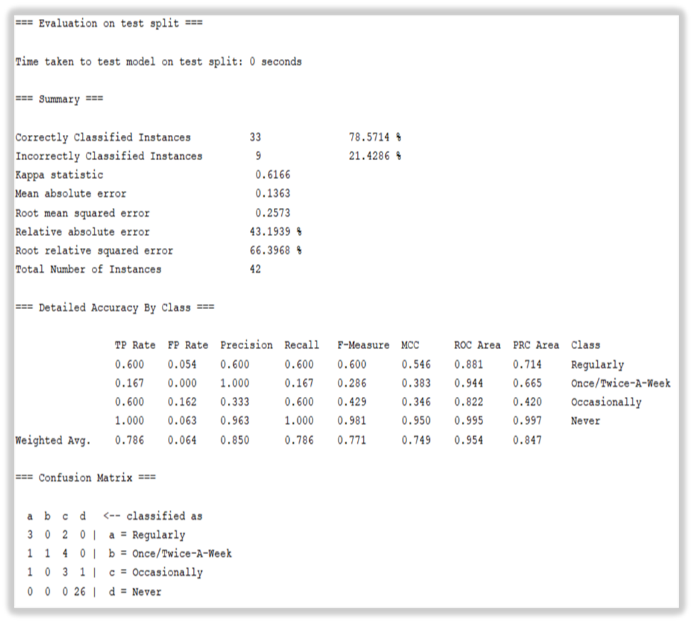 === Evaluation on test split ===
Time taken to test model on test split: 0 seconds
=== Summary ===
Correctly Classified Instances 33 78.5714 %
Incorrectly Classified Instances 9 21.4286 %
Kappa statistic 0.6166
Mean absolute error 0.1363
Root mean squared error 0.2573
Relative absolute error 43.1939 %
Root relative squared error 66.3968 %
Total Number of Instances 42
=== Detailed Accuracy By Class ===
TP Rate FP Rate Precision Recall F-Measure MCC ROC Area PRC Area Class
0.600 0.054 0.600 0.600 0.600 0.546 0.881 0.714 Regularly
0.167 0.000 1.000 0.167 0.286 0.383 0.944 0.665 Once/Twice-A-Week
0.600 0.162 0.333 0.600 0.429 0.346 0.822 0.420 Occasionally
1.000 0.063 0.963 1.000 0.981 0.950 0.995 0.997 Never
Weighted Avg. 0.786 0.064 0.850 0.786 0.771 0.749 0.954 0.847
=== Confusion Matrix ===
a b c d <-- classified as
3 0 2 0 | a = Regularly
1 1 4 0 | b = Once/Twice-A-Week
1 0 3 1 | c = Occasionally
0 0 0 26 | d = Never